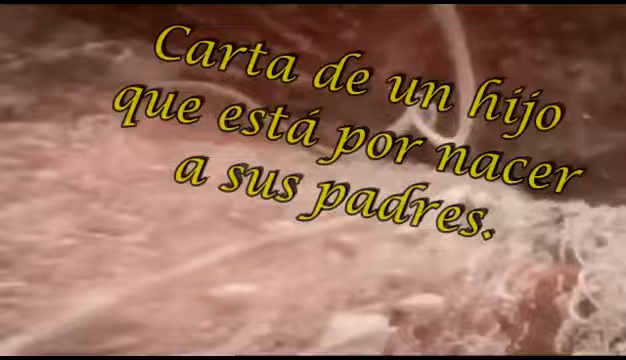 Carta de un hijo
que está por nacer
a sus padres.